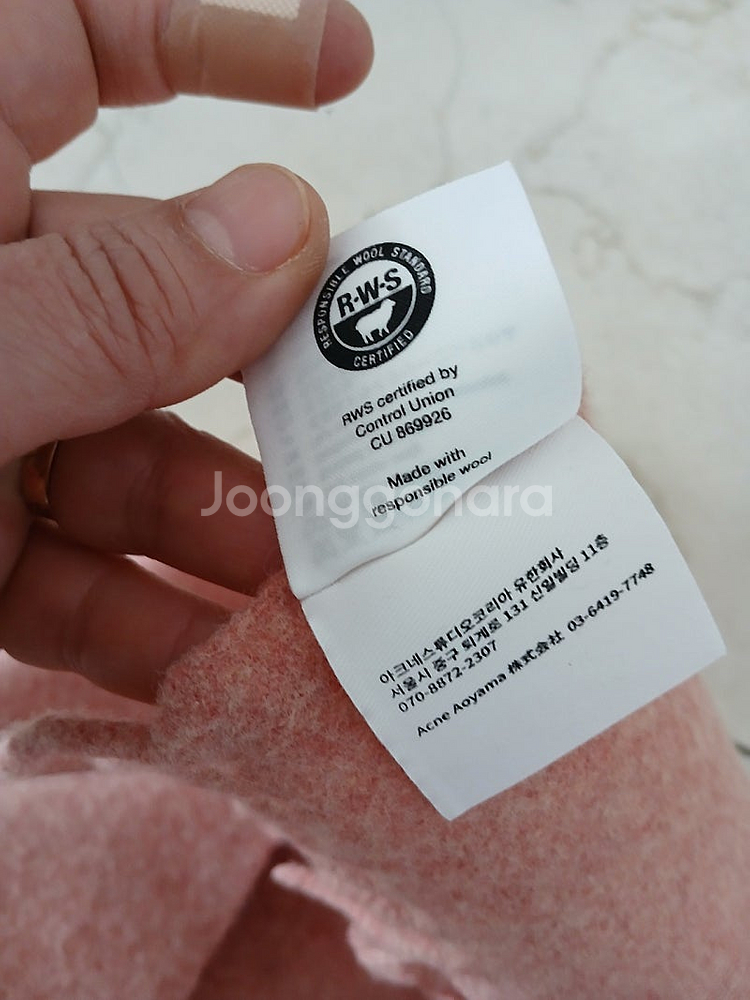 RESPONSIBLE WOOL STANDARD
R·W·S
CERTIFIED
RWS certified by
Control Union
CU 869926
Made with
responsible wool
Joonggonara
아크네스튜디오코리아 유한회사
서울시 중구 퇴계로 131 신일빌딩 11층
070-8872-2307
Acne Aoyama 株式会社 03-6419-7748